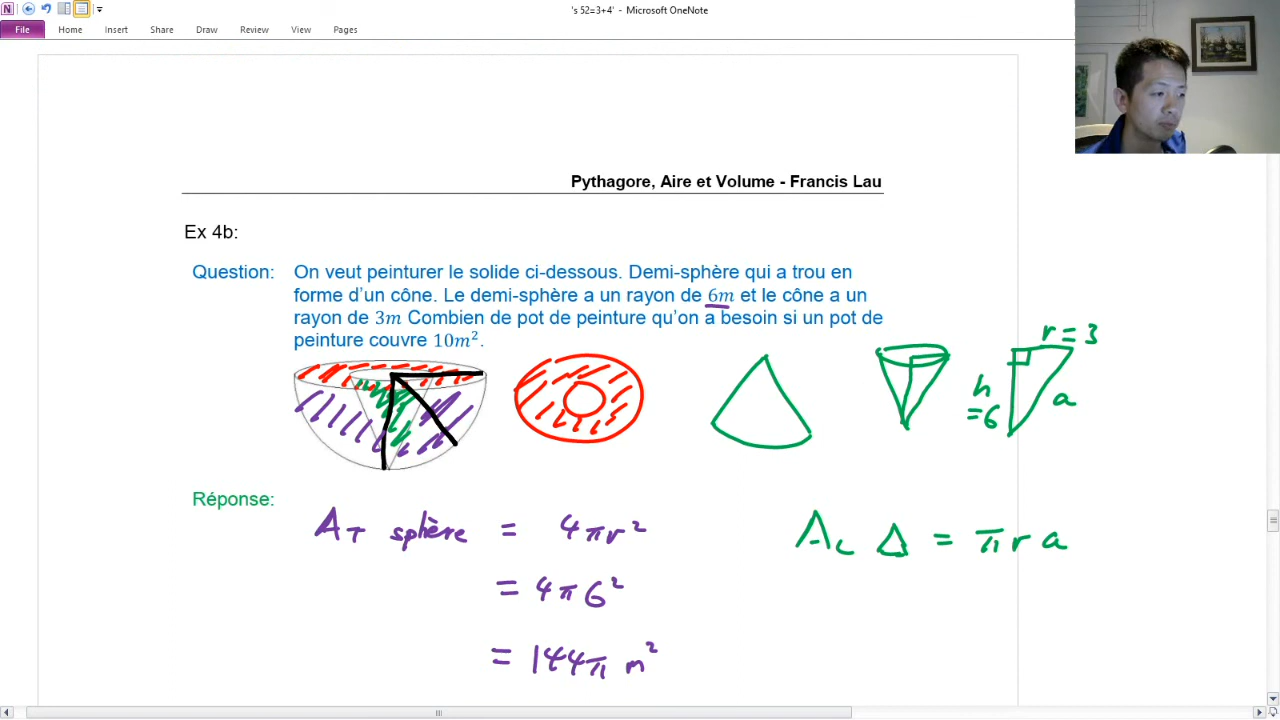 's 52=3+4' - Microsoft OneNote
File Home Insert Share Draw Review View Pages
Pythagore, Aire et Volume - Francis Lau
Ex 4b:
Question: On veut peinturer le solide ci-dessous. Demi-sphère qui a trou en
forme d'un cône. Le demi-sphère a un rayon de 6m et le cône a un
rayon de 3m Combien de pot de peinture qu'on a besoin si un pot de
peinture couvre 10m².
r = 3
h
= 6
a
Réponse:
A_T sphère = 4πr²
= 4π6²
= 144π m²
A_c △ = π r a